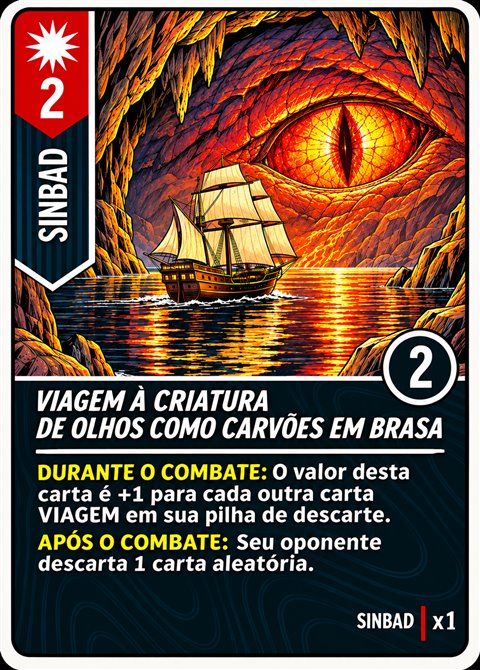 2
SINBAD
2
VIAGEM À CRIATURA
DE OLHOS COMO CARVÕES EM BRASA
DURANTE O COMBATE: O valor desta
carta é +1 para cada outra carta
VIAGEM em sua pilha de descarte.
APÓS O COMBATE: Seu oponente
descarta 1 carta aleatória.
SINBAD | x1